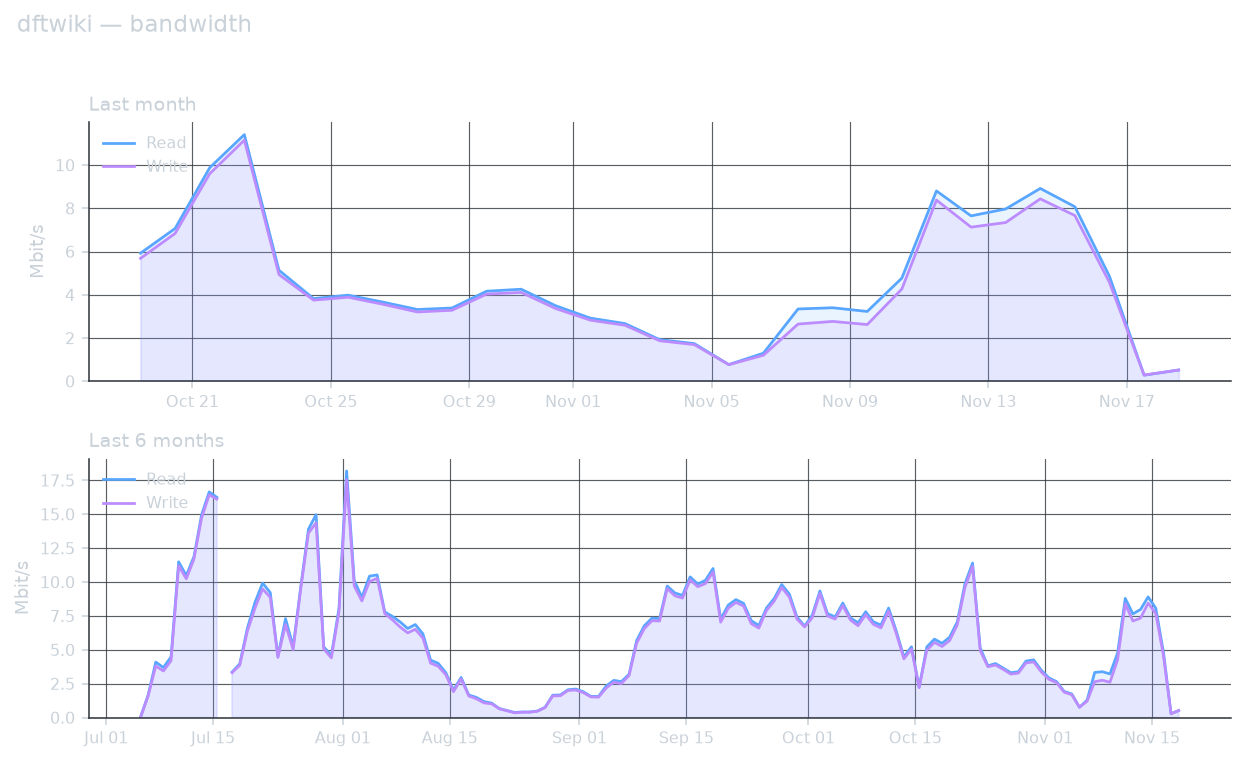 dftwiki — bandwidth
Last month
Read
Write
Mbit/s
10
8
6
4
2
0
Oct 21 Oct 25 Oct 29 Nov 01 Nov 05 Nov 09 Nov 13 Nov 17
Last 6 months
Read
Write
Mbit/s
17.5
15.0
12.5
10.0
7.5
5.0
2.5
0.0
Jul 01 Jul 15 Aug 01 Aug 15 Sep 01 Sep 15 Oct 01 Oct 15 Nov 01 Nov 15